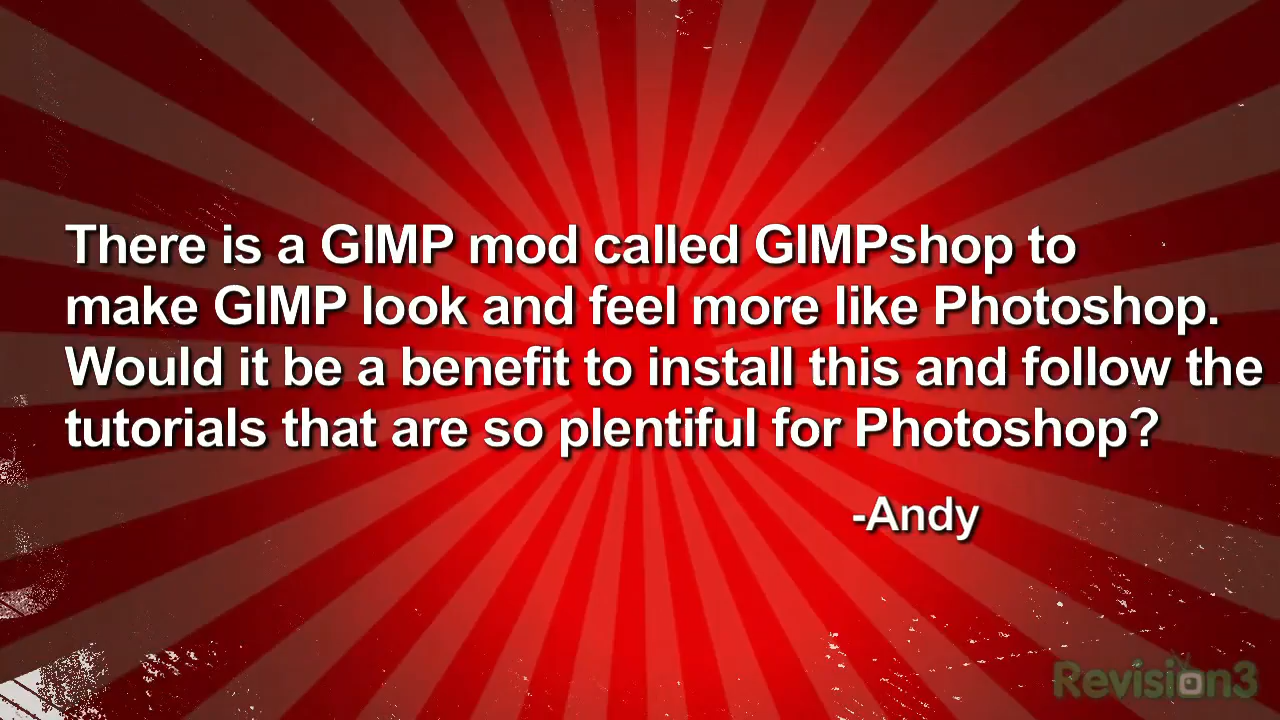 There is a GIMP mod called GIMPshop to
make GIMP look and feel more like Photoshop.
Would it be a benefit to install this and follow the
tutorials that are so plentiful for Photoshop?
-Andy
Revision3